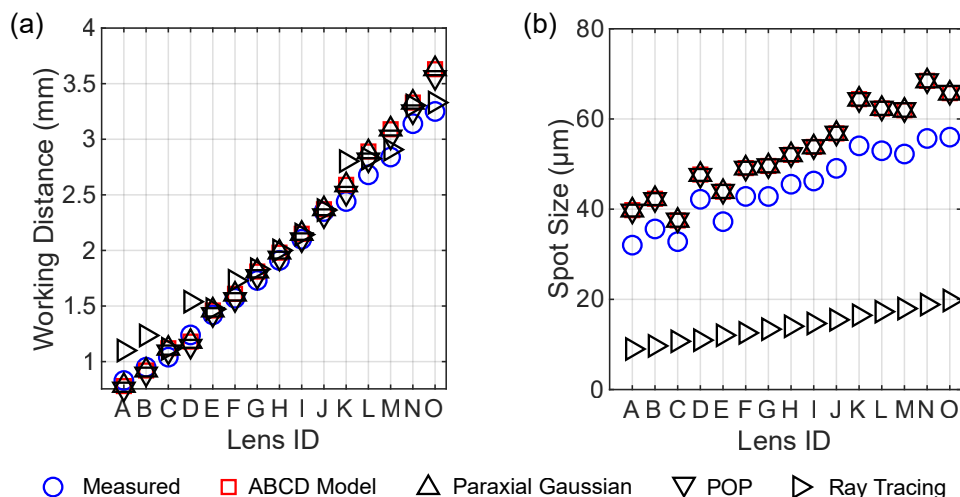 (a)
Working Distance (mm)
4
3.5
3
2.5
2
1.5
1
A B C D E F G H I J K L M N O
Lens ID
(b)
Spot Size (µm)
80
60
40
20
0
A B C D E F G H I J K L M N O
Lens ID
Measured ABCD Model Paraxial Gaussian POP Ray Tracing